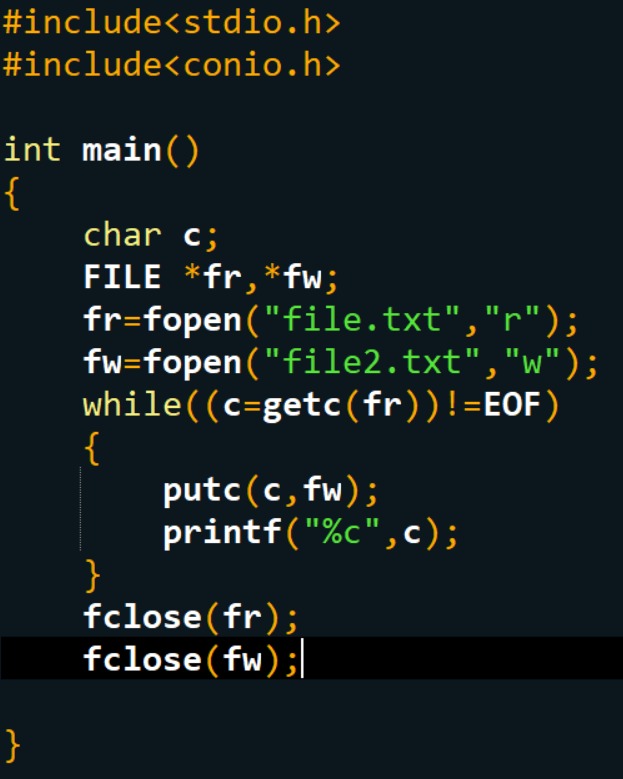 #include<stdio.h>
#include<conio.h>
int main()
{
char c;
FILE *fr,*fw;
fr=fopen("file.txt","r");
fw=fopen("file2.txt","w");
while((c=getc(fr))!=EOF)
{
putc(c,fw);
printf("%c",c);
}
fclose(fr);
fclose(fw);
}